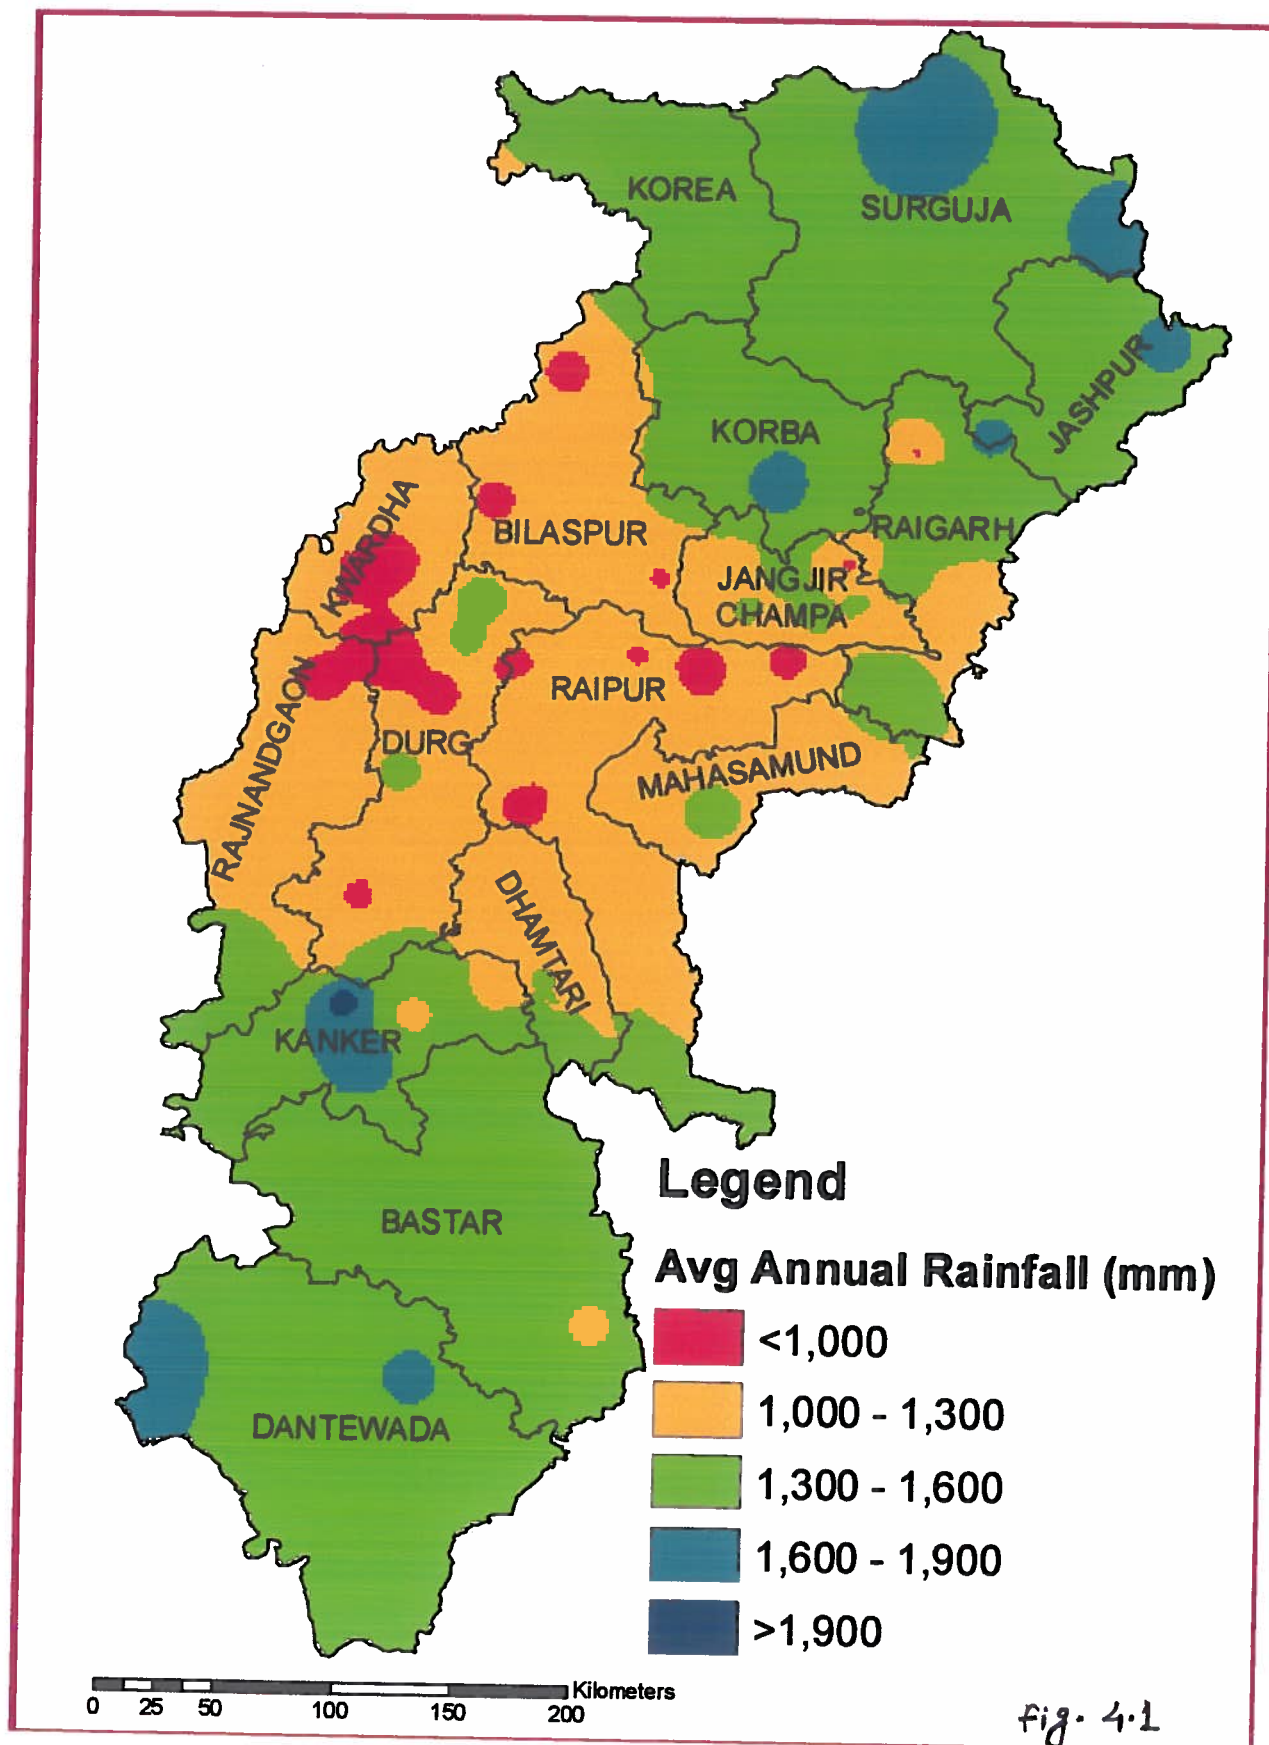 KOREA
SURGUJA
JASHPUR
KORBA
KWARDHA
BILASPUR
RAIGARH
JANGJIR
CHAMPA
RAJNANDGAON
RAIPUR
DURG
MAHASAMUND
DHAMTARI
KANKER
BASTAR
DANTEWADA
Legend
Avg Annual Rainfall (mm)
<1,000
1,000 - 1,300
1,300 - 1,600
1,600 - 1,900
>1,900
Kilometers
0 25 50 100 150 200
fig. 4.1